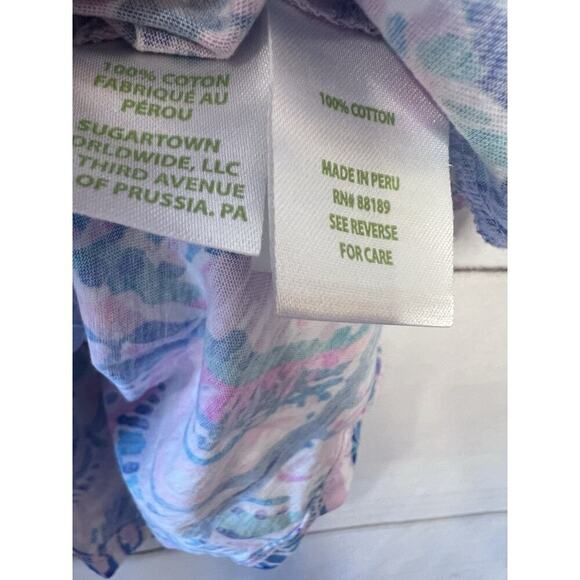 100% COTON
FABRIQUÉ AU
PÉROU
SUGARTOWN
ORLDWIDE, LLC
THIRD AVENUE
OF PRUSSIA. PA
100% COTTON
MADE IN PERU
RN# 88189
SEE REVERSE
FOR CARE